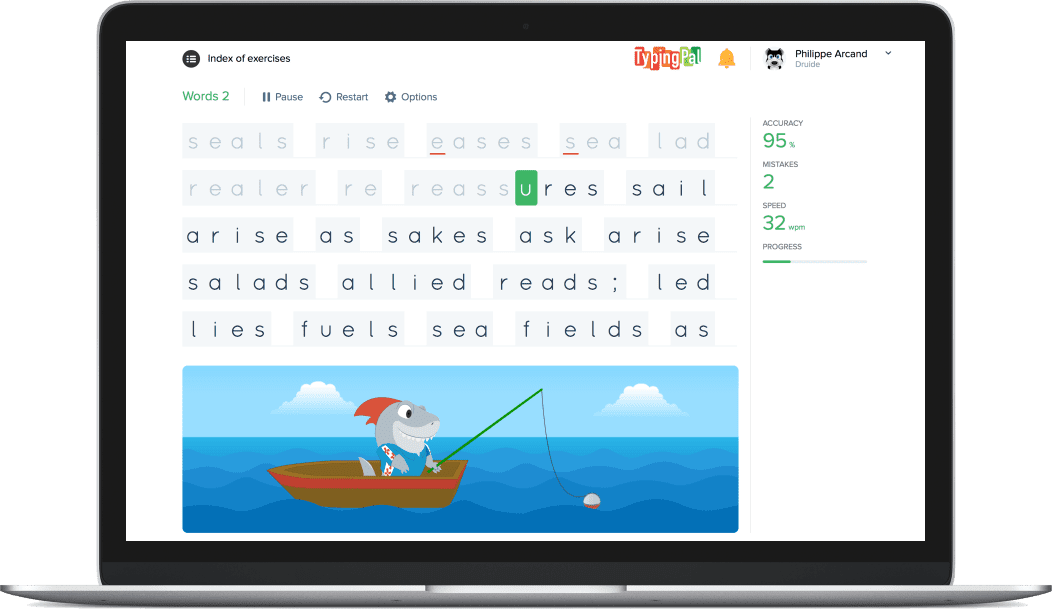 Index of exercises
TypingPal
Philippe Arcand
Druide
Words 2
Pause
Restart
Options
seals rise eases sea lad
realer re reassures sail
arise as sakes ask arise
salads allied reads; led
lies fuels sea fields as
ACCURACY
95 %
MISTAKES
2
SPEED
32 wpm
PROGRESS